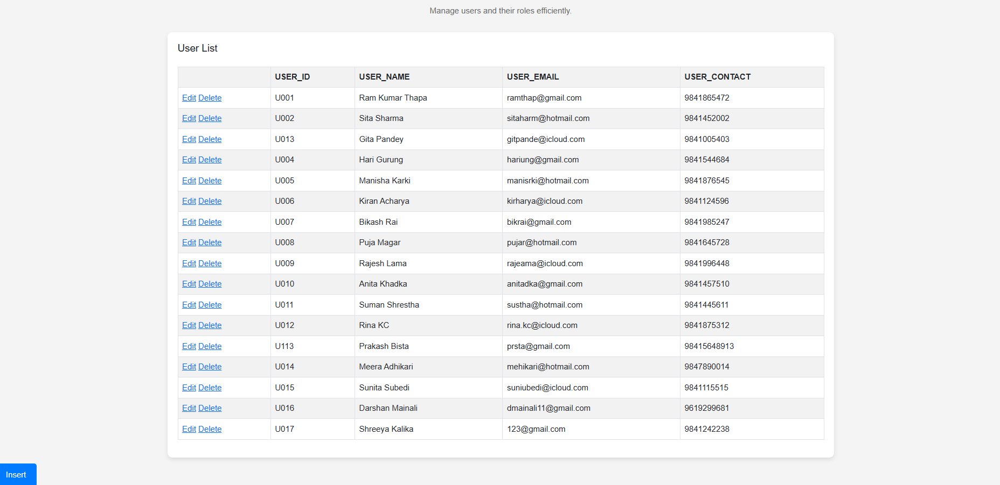 Manage users and their roles efficiently.
User List
USER_ID USER_NAME USER_EMAIL USER_CONTACT
Edit Delete U001 Ram Kumar Thapa ramthap@gmail.com 9841865472
Edit Delete U002 Sita Sharma sitaharm@hotmail.com 9841452002
Edit Delete U013 Gita Pandey gitpande@icloud.com 9841005403
Edit Delete U004 Hari Gurung hariung@gmail.com 9841544684
Edit Delete U005 Manisha Karki manisrki@hotmail.com 9841876545
Edit Delete U006 Kiran Acharya kirharya@icloud.com 9841124596
Edit Delete U007 Bikash Rai bikrai@gmail.com 9841985247
Edit Delete U008 Puja Magar pujar@hotmail.com 9841645728
Edit Delete U009 Rajesh Lama rajeama@icloud.com 9841996448
Edit Delete U010 Anita Khadka anitadka@gmail.com 9841457510
Edit Delete U011 Suman Shrestha sustha@hotmail.com 9841445611
Edit Delete U012 Rina KC rina.kc@icloud.com 9841875312
Edit Delete U113 Prakash Bista prsta@gmail.com 98415648913
Edit Delete U014 Meera Adhikari mehikari@hotmail.com 9847890014
Edit Delete U015 Sunita Subedi suniubedi@icloud.com 9841115515
Edit Delete U016 Darshan Mainali dmainali11@gmail.com 9619299681
Edit Delete U017 Shreeya Kalika 123@gmail.com 9841242238
Insert